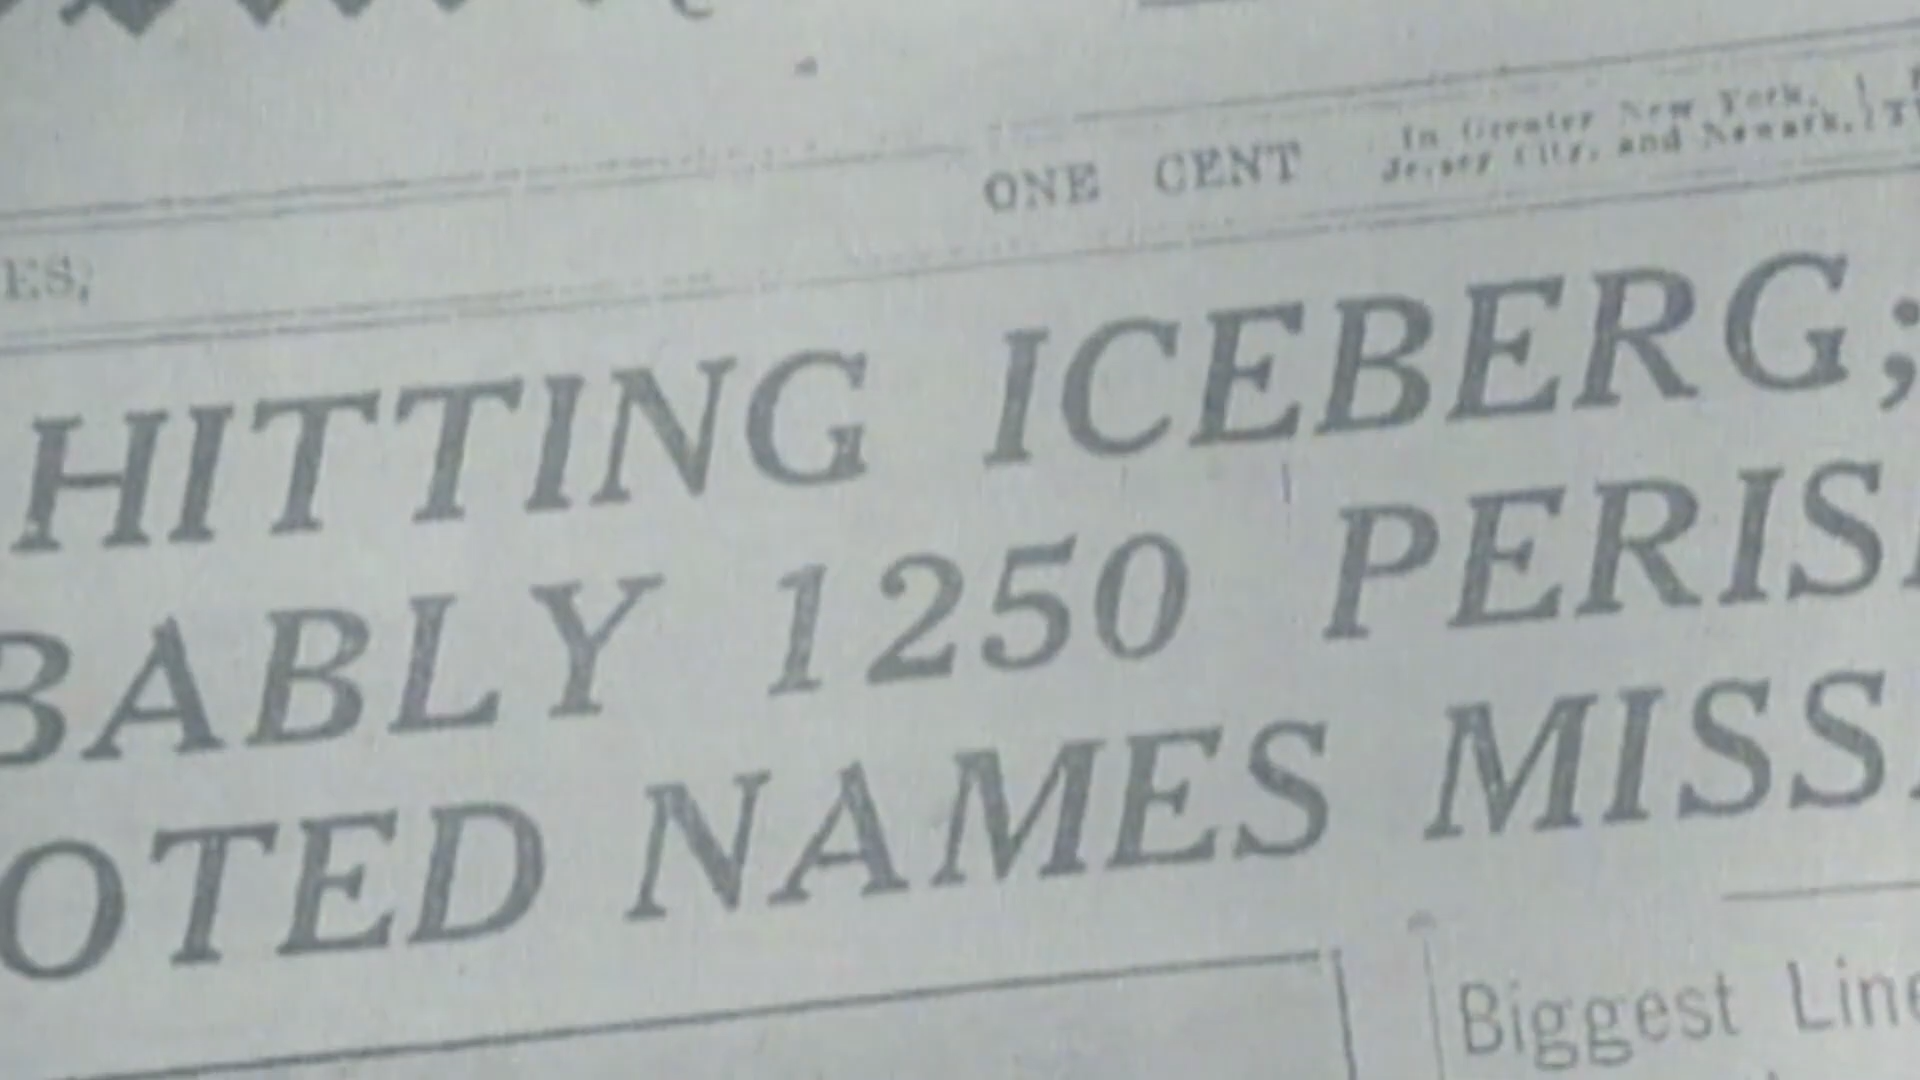 ONE CENT In Greater New York,
Jersey City, and Newark.
ES,
HITTING ICEBERG;
BABLY 1250 PERIS
OTED NAMES MISS
Biggest Line